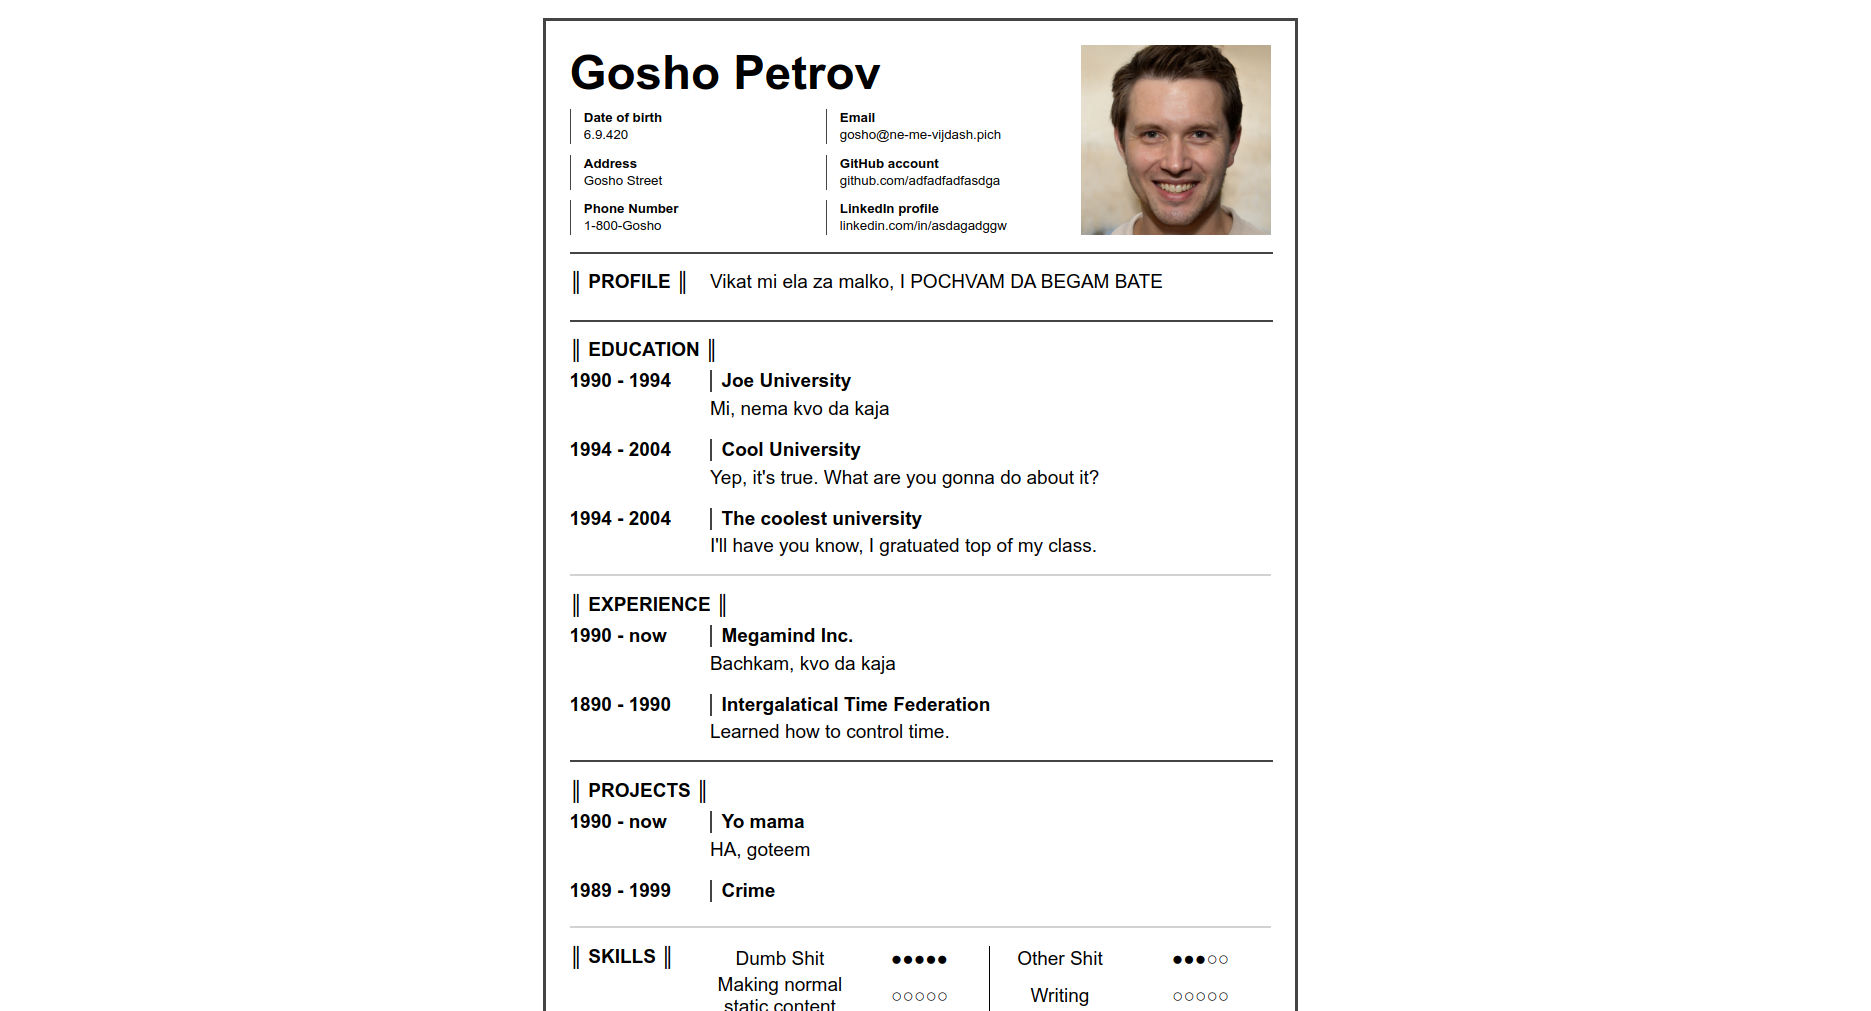 Gosho Petrov
Date of birth
6.9.420
Email
gosho@ne-me-vijdash.pich
Address
Gosho Street
GitHub account
github.com/adfadfadfasdga
Phone Number
1-800-Gosho
LinkedIn profile
linkedin.com/in/asdagadggw
║ PROFILE ║ Vikat mi ela za malko, I POCHVAM DA BEGAM BATE
║ EDUCATION ║
1990 - 1994 | Joe University
Mi, nema kvo da kaja
1994 - 2004 | Cool University
Yep, it's true. What are you gonna do about it?
1994 - 2004 | The coolest university
I'll have you know, I gratuated top of my class.
║ EXPERIENCE ║
1990 - now | Megamind Inc.
Bachkam, kvo da kaja
1890 - 1990 | Intergalatical Time Federation
Learned how to control time.
║ PROJECTS ║
1990 - now | Yo mama
HA, goteem
1989 - 1999 | Crime
║ SKILLS ║ Dumb Shit ●●●●● Other Shit ●●●○○
Making normal
static content ○○○○○ Writing ○○○○○